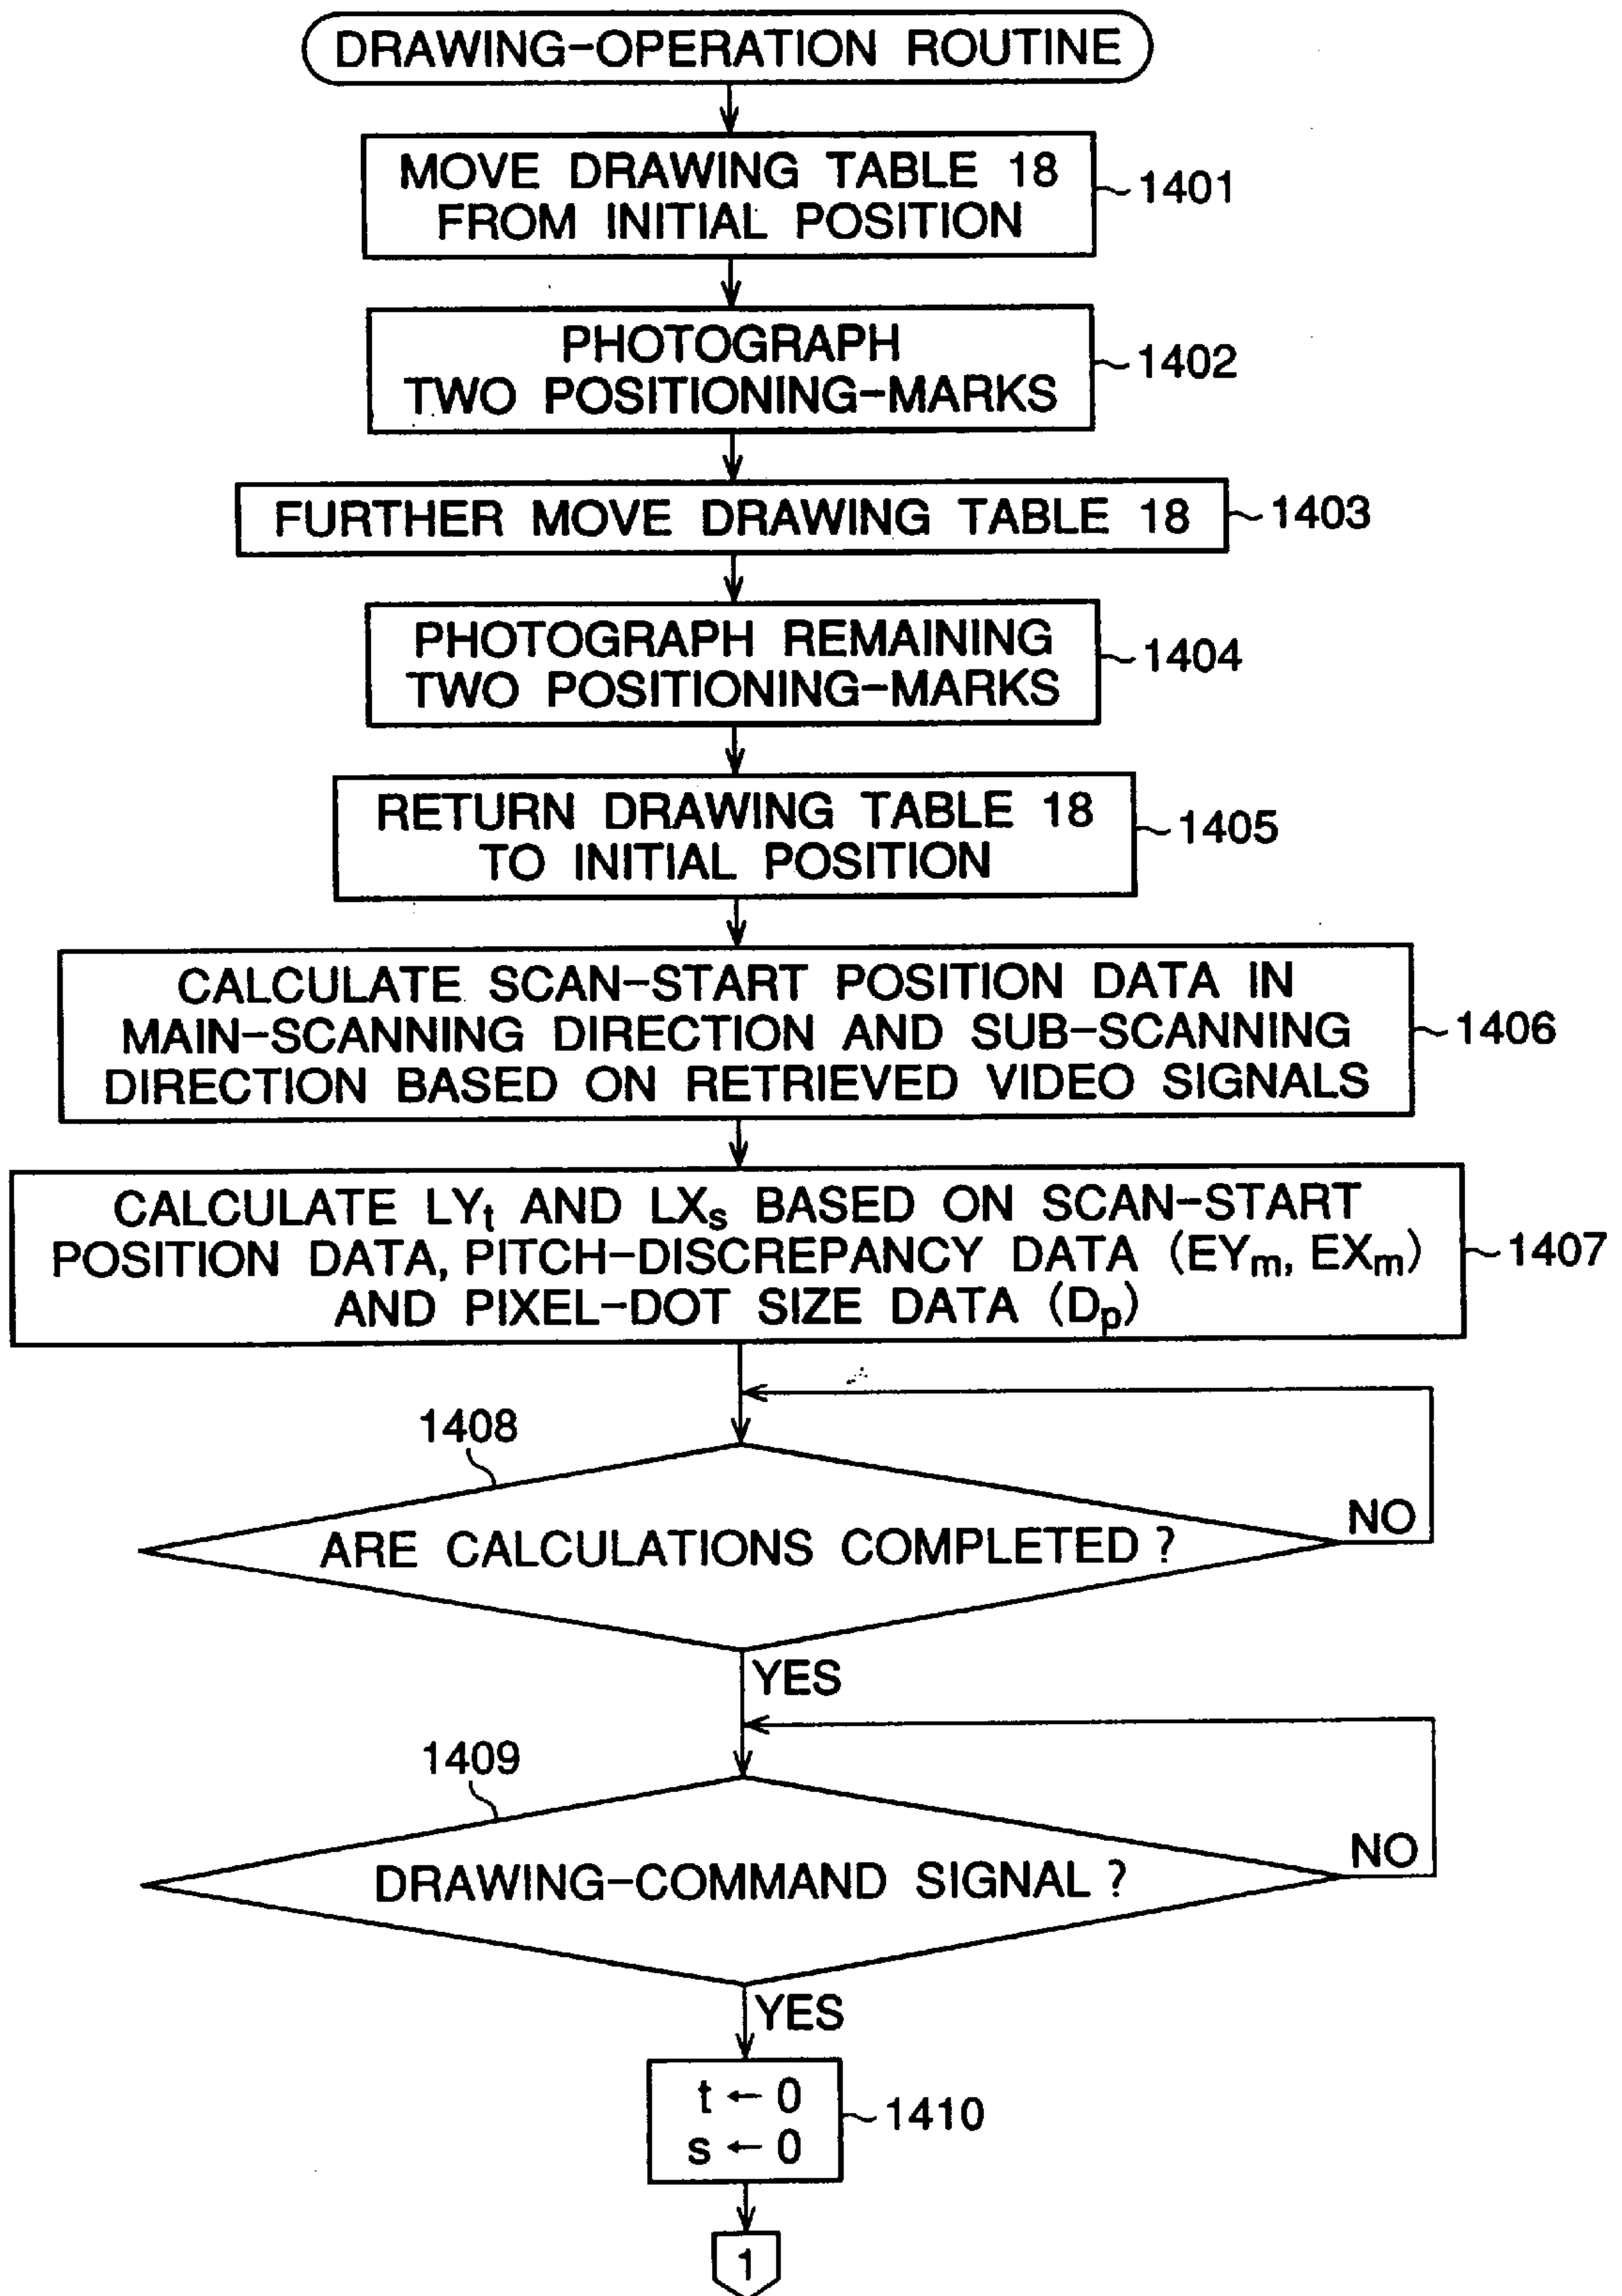 DRAWING-OPERATION ROUTINE
MOVE DRAWING TABLE 18
FROM INITIAL POSITION
1401
PHOTOGRAPH
TWO POSITIONING-MARKS
1402
FURTHER MOVE DRAWING TABLE 18
1403
PHOTOGRAPH REMAINING
TWO POSITIONING-MARKS
1404
RETURN DRAWING TABLE 18
TO INITIAL POSITION
1405
CALCULATE SCAN-START POSITION DATA IN
MAIN-SCANNING DIRECTION AND SUB-SCANNING
DIRECTION BASED ON RETRIEVED VIDEO SIGNALS
1406
CALCULATE LYt AND LXs BASED ON SCAN-START
POSITION DATA, PITCH-DISCREPANCY DATA (EYm, EXm)
AND PIXEL-DOT SIZE DATA (Dp)
1407
1408
ARE CALCULATIONS COMPLETED ?
NO
YES
1409
DRAWING-COMMAND SIGNAL ?
NO
YES
t ← 0
s ← 0
1410
1